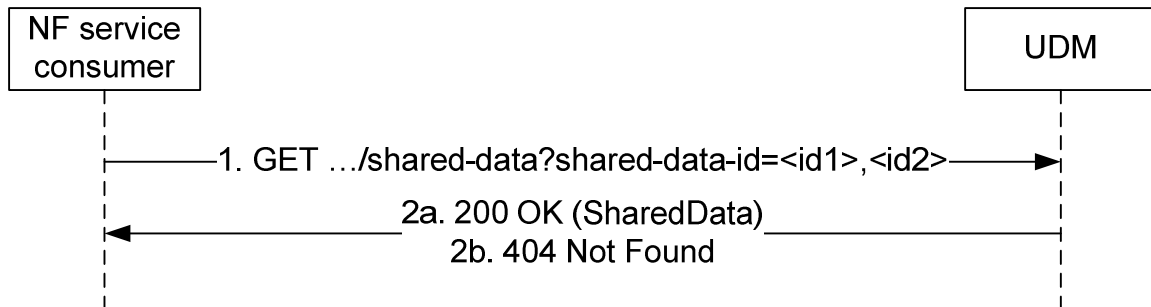 NF service
consumer
UDM
1. GET …/shared-data?shared-data-id=<id1>,<id2>
2a. 200 OK (SharedData)
2b. 404 Not Found